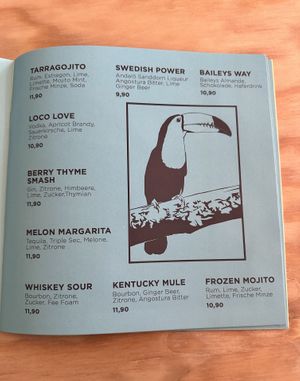 TARRAGOJITO
Rum, Estragon, Lime,
Limette, Mojito Mint,
Frische Minze, Soda
11,90
SWEDISH POWER
Andalö Sanddorn Liqueur
Angostura Bitter, Lime
Ginger Beer
9,90
BAILEYS WAY
Baileys Almande,
Schokolade, Haferdrink
10,90
LOCO LOVE
Vodka, Apricot Brandy,
Sauerkirsche, Lime
Zitrone
10,90
BERRY THYME
SMASH
Gin, Zitrone, Himbeere,
Lime, Zucker,Thymian
11,90
MELON MARGARITA
Tequila, Triple Sec, Melone,
Lime, Zitrone
11,90
WHISKEY SOUR
Bourbon, Zitrone,
Zucker, Fee Foam
11,90
KENTUCKY MULE
Bourbon, Ginger Beer,
Zitrone, Angostura Bitter
11,90
FROZEN MOJITO
Rum, Lime, Zucker,
Limette, Frische Minze
10,90